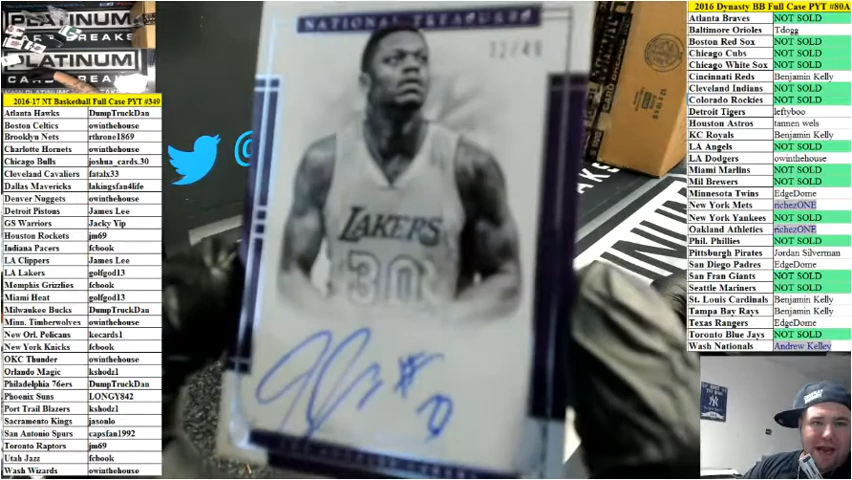 PLATINUM
PLATINUM
2016-17 NT Basketball Full Case PYT #349
Atlanta Hawks DumpTruckDan
Boston Celtics owinthehouse
Brooklyn Nets rthrone1869
Charlotte Hornets owinthehouse
Chicago Bulls joshua_cards.30
Cleveland Cavaliers fatalx33
Dallas Mavericks lakingsfan4life
Denver Nuggets owinthehouse
Detroit Pistons James Lee
GS Warriors Jacky Yip
Houston Rockets jm69
Indiana Pacers fcbook
LA Clippers James Lee
LA Lakers golfgod13
Memphis Grizzlies fcbook
Miami Heat golfgod13
Milwaukee Bucks DumpTruckDan
Minn. Timberwolves owinthehouse
New Orl. Pelicans kecards1
New York Knicks fcbook
OKC Thunder owinthehouse
Orlando Magic kshodz1
Philadelphia 76ers DumpTruckDan
Phoenix Suns LONGY842
Port Trail Blazers kshodz1
Sacramento Kings jasonlo
San Antonio Spurs capsfan1992
Toronto Raptors jm69
Utah Jazz fcbook
Wash Wizards owinthehouse
NATIONAL TREASURES
12/49
LAKERS
30
2016 Dynasty BB Full Case PYT #80A
Atlanta Braves NOT SOLD
Baltimore Orioles Tdogg
Boston Red Sox NOT SOLD
Chicago Cubs NOT SOLD
Chicago White Sox NOT SOLD
Cincinnati Reds Benjamin Kelly
Cleveland Indians NOT SOLD
Colorado Rockies NOT SOLD
Detroit Tigers leftyboo
Houston Astros tannen wels
KC Royals Benjamin Kelly
LA Angels NOT SOLD
LA Dodgers owinthehouse
Miami Marlins NOT SOLD
Mil Brewers NOT SOLD
Minnesota Twins EdgeDome
New York Mets richezONE
New York Yankees NOT SOLD
Oakland Athletics richezONE
Phil. Phillies NOT SOLD
Pittsburgh Pirates Jordan Silverman
San Diego Padres EdgeDome
San Fran Giants NOT SOLD
Seattle Mariners NOT SOLD
St. Louis Cardinals Benjamin Kelly
Tampa Bay Rays Benjamin Kelly
Texas Rangers EdgeDome
Toronto Blue Jays NOT SOLD
Wash Nationals Andrew Kelley